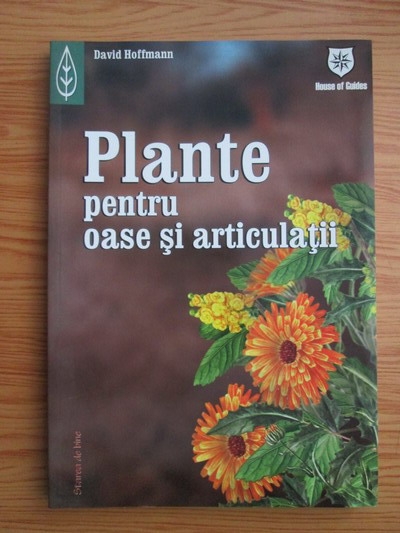 David Hoffmann
House of Guides
Plante
pentru
oase şi articulaţii
Starea de bine